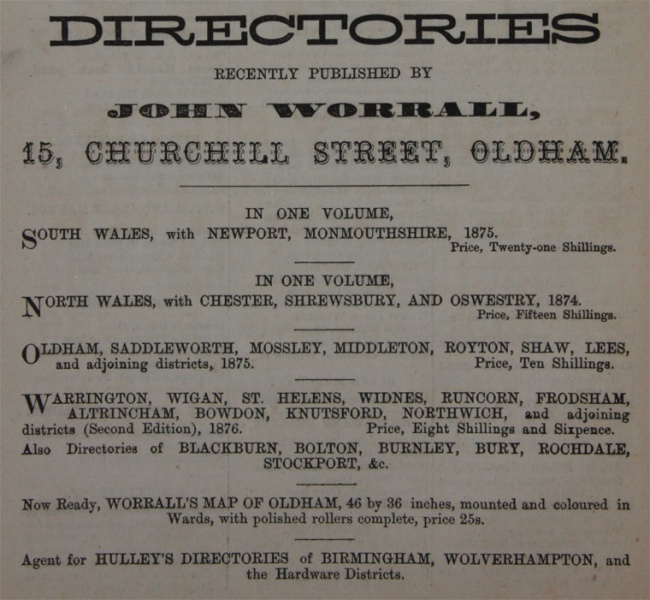 DIRECTORIES
RECENTLY PUBLISHED BY
JOHN WORRALL,
15, CHURCHILL STREET, OLDHAM.
IN ONE VOLUME,
SOUTH WALES, with NEWPORT, MONMOUTHSHIRE, 1875.
Price, Twenty-one Shillings.
IN ONE VOLUME,
NORTH WALES, with CHESTER, SHREWSBURY, AND OSWESTRY, 1874.
Price, Fifteen Shillings.
OLDHAM, SADDLEWORTH, MOSSLEY, MIDDLETON, ROYTON, SHAW, LEES,
and adjoining districts, 1875. Price, Ten Shillings.
WARRINGTON, WIGAN, ST. HELENS, WIDNES, RUNCORN, FRODSHAM,
ALTRINCHAM, BOWDON, KNUTSFORD, NORTHWICH, and adjoining
districts (Second Edition), 1876. Price, Eight Shillings and Sixpence.
Also Directories of BLACKBURN, BOLTON, BURNLEY, BURY, ROCHDALE,
STOCKPORT, &c.
Now Ready, WORRALL'S MAP OF OLDHAM, 46 by 36 inches, mounted and coloured in
Wards, with polished rollers complete, price 25s.
Agent for HULLEY'S DIRECTORIES of BIRMINGHAM, WOLVERHAMPTON, and
the Hardware Districts.